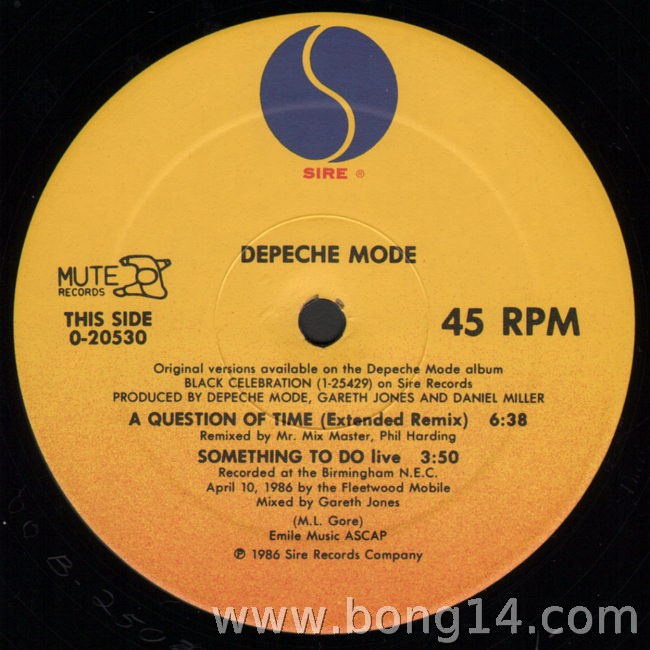 SIRE ®
DEPECHE MODE
MUTE
RECORDS
THIS SIDE
0-20530
45 RPM
Original versions available on the Depeche Mode album
BLACK CELEBRATION (1-25429) on Sire Records
PRODUCED BY DEPECHE MODE, GARETH JONES AND DANIEL MILLER
A QUESTION OF TIME (Extended Remix) 6:38
Remixed by Mr. Mix Master, Phil Harding
SOMETHING TO DO live 3:50
Recorded at the Birmingham N.E.C.
April 10, 1986 by the Fleetwood Mobile
Mixed by Gareth Jones
(M.L. Gore)
Emile Music ASCAP
℗ 1986 Sire Records Company
www.bong14.com